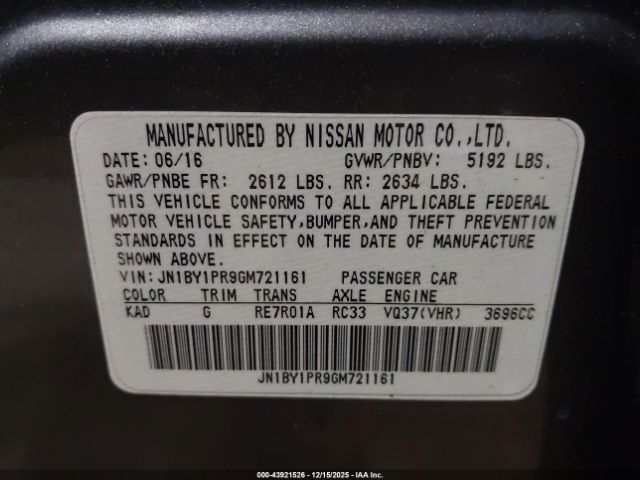 MANUFACTURED BY NISSAN MOTOR CO.,LTD.
DATE: 06/16 GVWR/PNBV: 5192 LBS.
GAWR/PNBE FR: 2612 LBS. RR: 2634 LBS.
THIS VEHICLE CONFORMS TO ALL APPLICABLE FEDERAL
MOTOR VEHICLE SAFETY,BUMPER,AND THEFT PREVENTION
STANDARDS IN EFFECT ON THE DATE OF MANUFACTURE
SHOWN ABOVE.
VIN:JN1BY1PR9GM721161 PASSENGER CAR
COLOR TRIM TRANS AXLE ENGINE
KAD G RE7R01A RC33 VQ37(VHR) 3696CC
JN1BY1PR9GM721161
000-43921526 - 12/15/2025 - IAA Inc.